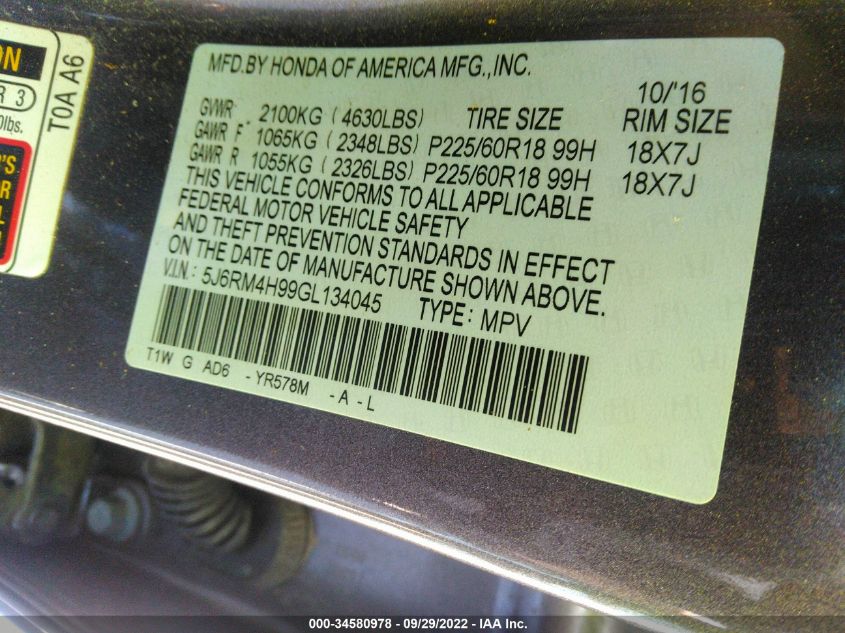 ON
R 3
0lbs.
'S
R
L
T0A A6
MFD.BY HONDA OF AMERICA MFG.,INC.
10/'16
GVWR 2100KG (4630LBS) TIRE SIZE RIM SIZE
GAWR F 1065KG (2348LBS) P225/60R18 99H 18X7J
GAWR R 1055KG (2326LBS) P225/60R18 99H 18X7J
THIS VEHICLE CONFORMS TO ALL APPLICABLE
FEDERAL MOTOR VEHICLE SAFETY
AND THEFT PREVENTION STANDARDS IN EFFECT
ON THE DATE OF MANUFACTURE SHOWN ABOVE.
V.I.N.: 5J6RM4H99GL134045 TYPE: MPV
T1W G AD6 - YR578M - A - L
000-34580978 - 09/29/2022 - IAA Inc.